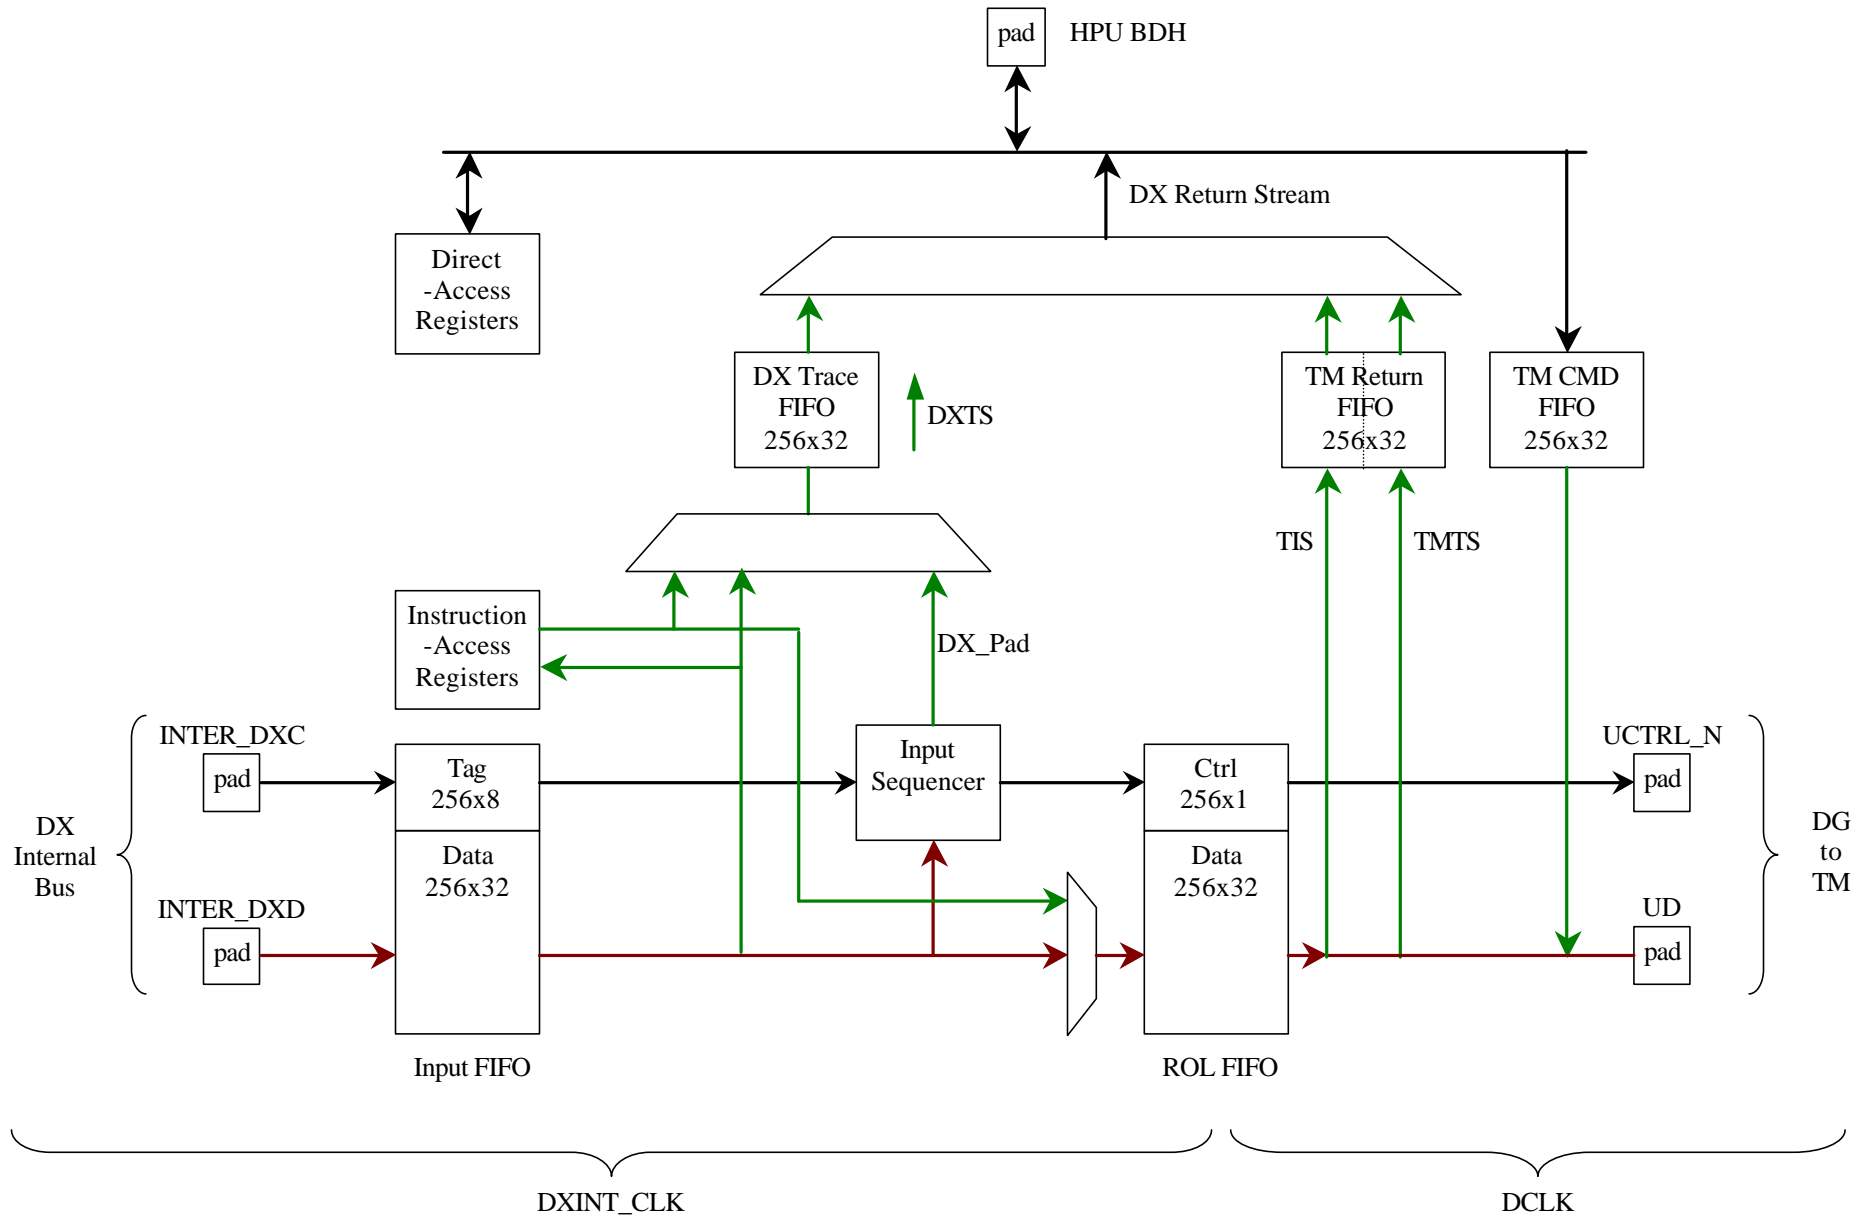 pad
HPU BDH
DX Return Stream
Direct
-Access
Registers
DX Trace
FIFO
256x32
DXTS
TM Return
FIFO
256x32
TM CMD
FIFO
256x32
TIS
TMTS
Instruction
-Access
Registers
DX_Pad
INTER_DXC
pad
Tag
256x8
Input
Sequencer
Ctrl
256x1
UCTRL_N
pad
DX
Internal
Bus
Data
256x32
Data
256x32
DG
to
TM
INTER_DXD
pad
UD
pad
Input FIFO
ROL FIFO
DXINT_CLK
DCLK